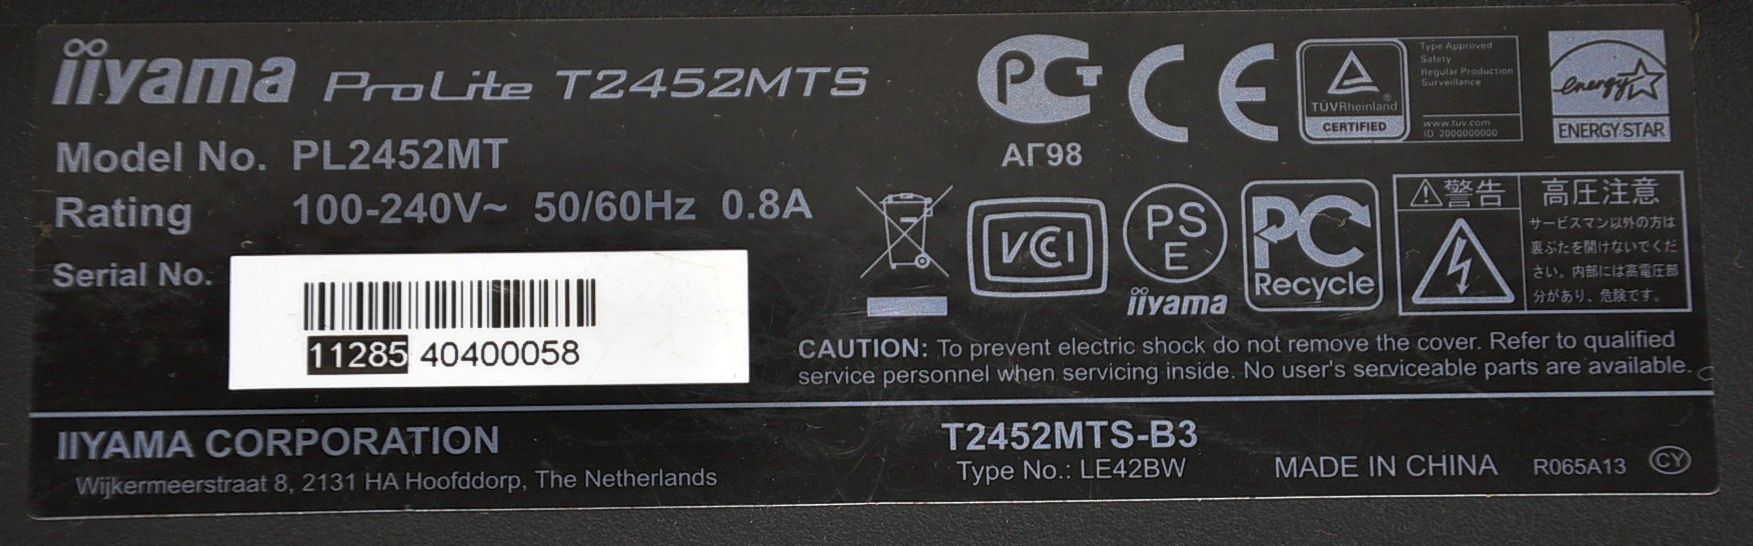 iiyama ProLite T2452MTS
Model No. PL2452MT
Rating 100-240V~ 50/60Hz 0.8A
Serial No.
11285 40400058
РСТ
АГ98
CE
TÜVRheinland®
CERTIFIED
Type Approved
Safety
Regular Production
Surveillance
www.tuv.com
ID 2000000000
energy
ENERGY STAR
VCCI
PS
E
iiyama
PC
Recycle
⚠警告
高圧注意
サービスマン以外の方は
裏ぶたを開けないでくだ
さい。内部には高電圧部
分があり、危険です。
CAUTION: To prevent electric shock do not remove the cover. Refer to qualified
service personnel when servicing inside. No user's serviceable parts are available.
IIYAMA CORPORATION
Wijkermeerstraat 8, 2131 HA Hoofddorp, The Netherlands
T2452MTS-B3
Type No.: LE42BW
MADE IN CHINA R065A13 CY